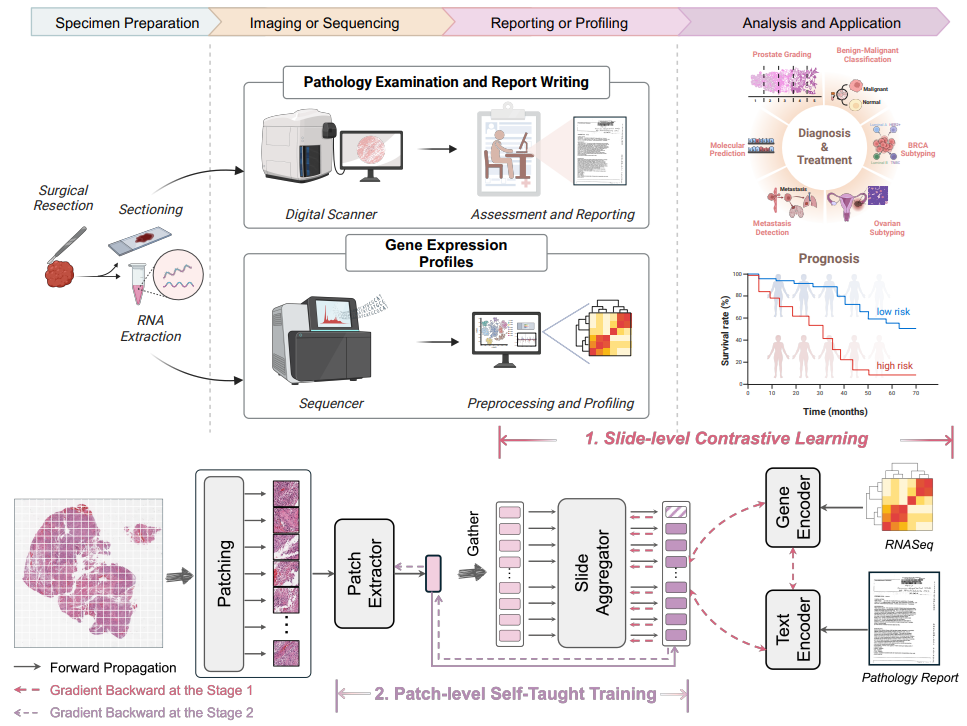 Specimen Preparation
Imaging or Sequencing
Reporting or Profiling
Analysis and Application
Pathology Examination and Report Writing
Digital Scanner
Assessment and Reporting
Surgical
Resection
Sectioning
RNA
Extraction
Gene Expression
Profiles
Sequencer
Preprocessing and Profiling
Prostate Grading
1 2 3 4 5
Benign-Malignant
Classification
Malignant
Normal
Diagnosis
&
Treatment
Molecular
Prediction
BRCA
Subtyping
Metastasis
Metastasis
Detection
Ovarian
Subtyping
Prognosis
Survival rate (%)
100
80
60
40
20
0
low risk
high risk
0 10 20 30 40 50 60 70
Time (months)
1. Slide-level Contrastive Learning
Patching
Patch
Extractor
Gather
Slide
Aggregator
Gene
Encoder
RNASeq
Text
Encoder
Pathology Report
Forward Propagation
Gradient Backward at the Stage 1
Gradient Backward at the Stage 2
2. Patch-level Self-Taught Training